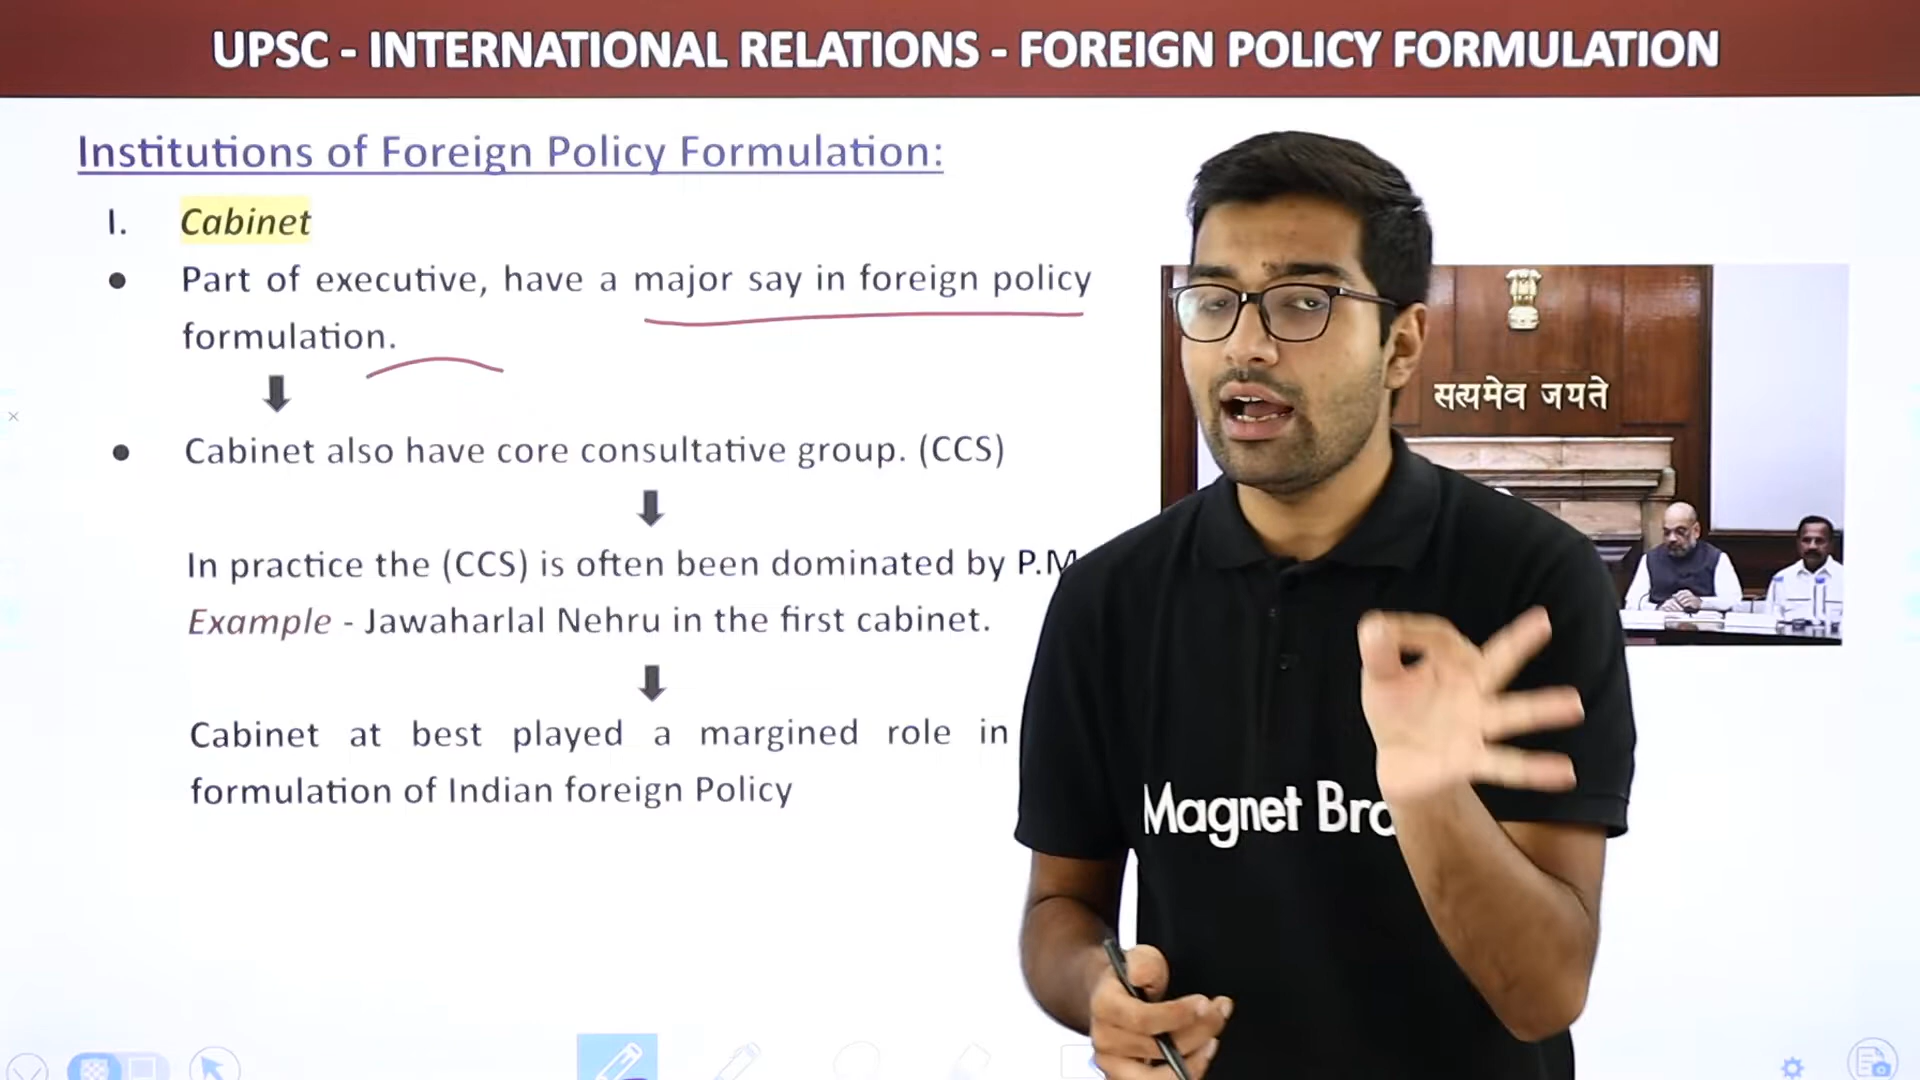 UPSC - INTERNATIONAL RELATIONS - FOREIGN POLICY FORMULATION
Institutions of Foreign Policy Formulation:
I. Cabinet
● Part of executive, have a major say in foreign policy
formulation.
● Cabinet also have core consultative group. (CCS)
In practice the (CCS) is often been dominated by P.M
Example - Jawaharlal Nehru in the first cabinet.
Cabinet at best played a margined role in
formulation of Indian foreign Policy
सत्यमेव जयते
Magnet Bro